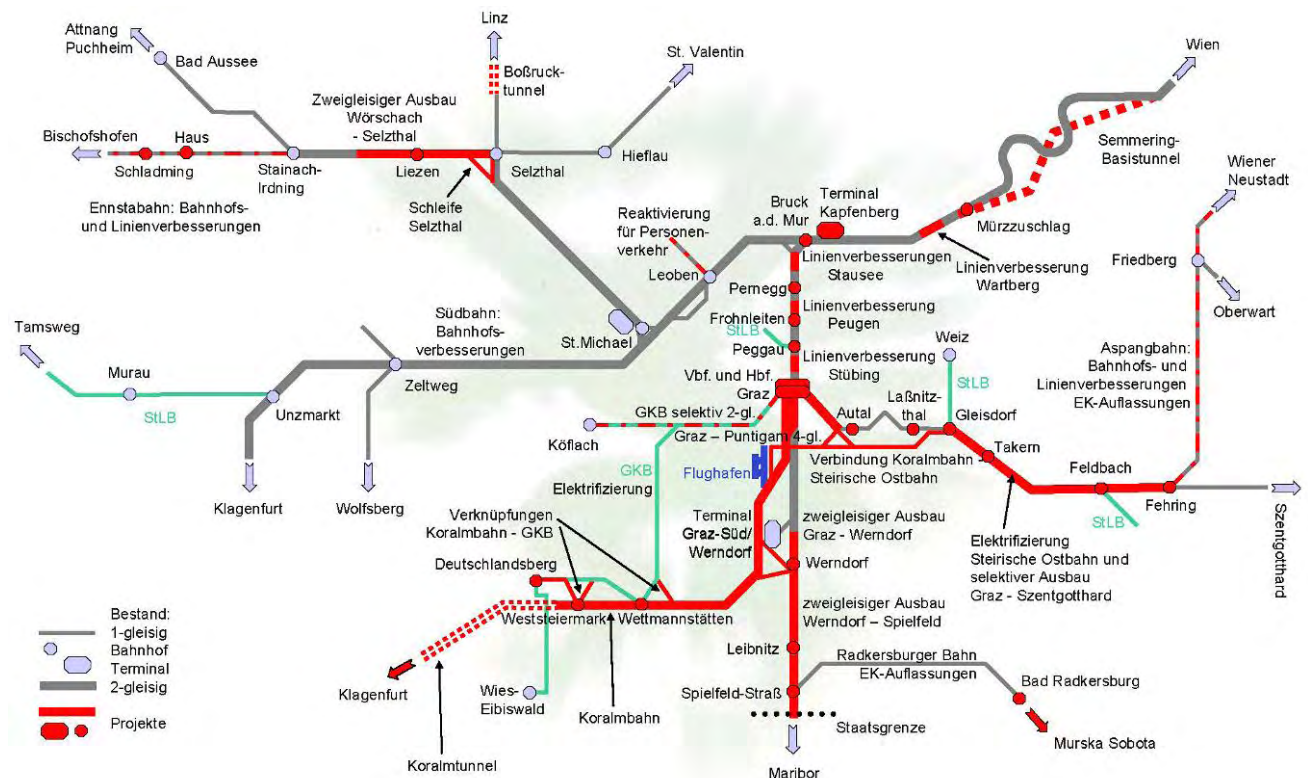 Attnang
Puchheim
Bad Aussee
Linz
Boßruck-
tunnel
St. Valentin
Wien
Zweigleisiger Ausbau
Wörschach
- Selzthal
Bischofshofen
Haus
Schladming
Stainach-
Irdning
Liezen
Selzthal
Hieflau
Semmering-
Basistunnel
Wiener
Neustadt
Ennstabahn: Bahnhofs-
und Linienverbesserungen
Schleife
Selzthal
Reaktivierung
für Personen-
verkehr
Bruck
a.d. Mur
Terminal
Kapfenberg
Mürzzuschlag
Leoben
Linienverbesserungen
Stausee
Linienverbesserung
Wartberg
Friedberg
Pernegg
Linienverbesserung
Peugen
Oberwart
Tamsweg
Südbahn:
Bahnhofs-
verbesserungen
St.Michael
Frohnleiten
StLB
Peggau
Linienverbesserung
Stübing
Weiz
Aspangbahn:
Bahnhofs- und
Linienverbesserungen
EK-Auflassungen
Murau
StLB
Unzmarkt
Zeltweg
Vbf. und Hbf.
Graz
StLB
GKB selektiv 2-gl.
Autal
Laßnitz-
thal
Gleisdorf
Köflach
Graz – Puntigam 4-gl.
Takern
GKB
Flughafen
Verbindung Koralmbahn -
Steirische Ostbahn
Feldbach
Fehring
Elektrifizierung
StLB
Klagenfurt
Wolfsberg
Verknüpfungen
Koralmbahn - GKB
Terminal
Graz-Süd/
Werndorf
zweigleisiger Ausbau
Graz - Werndorf
Szentgotthard
Deutschlandsberg
Werndorf
Elektrifizierung
Steirische Ostbahn und
selektiver Ausbau
Graz - Szentgotthard
Weststeiermark
Wettmannstätten
zweigleisiger Ausbau
Werndorf – Spielfeld
Leibnitz
Radkersburger Bahn
EK-Auflassungen
Klagenfurt
Wies-
Eibiswald
Koralmbahn
Spielfeld-Straß
Bad Radkersburg
Koralmtunnel
Staatsgrenze
Murska Sobota
Maribor
Bestand:
1-gleisig
Bahnhof
Terminal
2-gleisig
Projekte